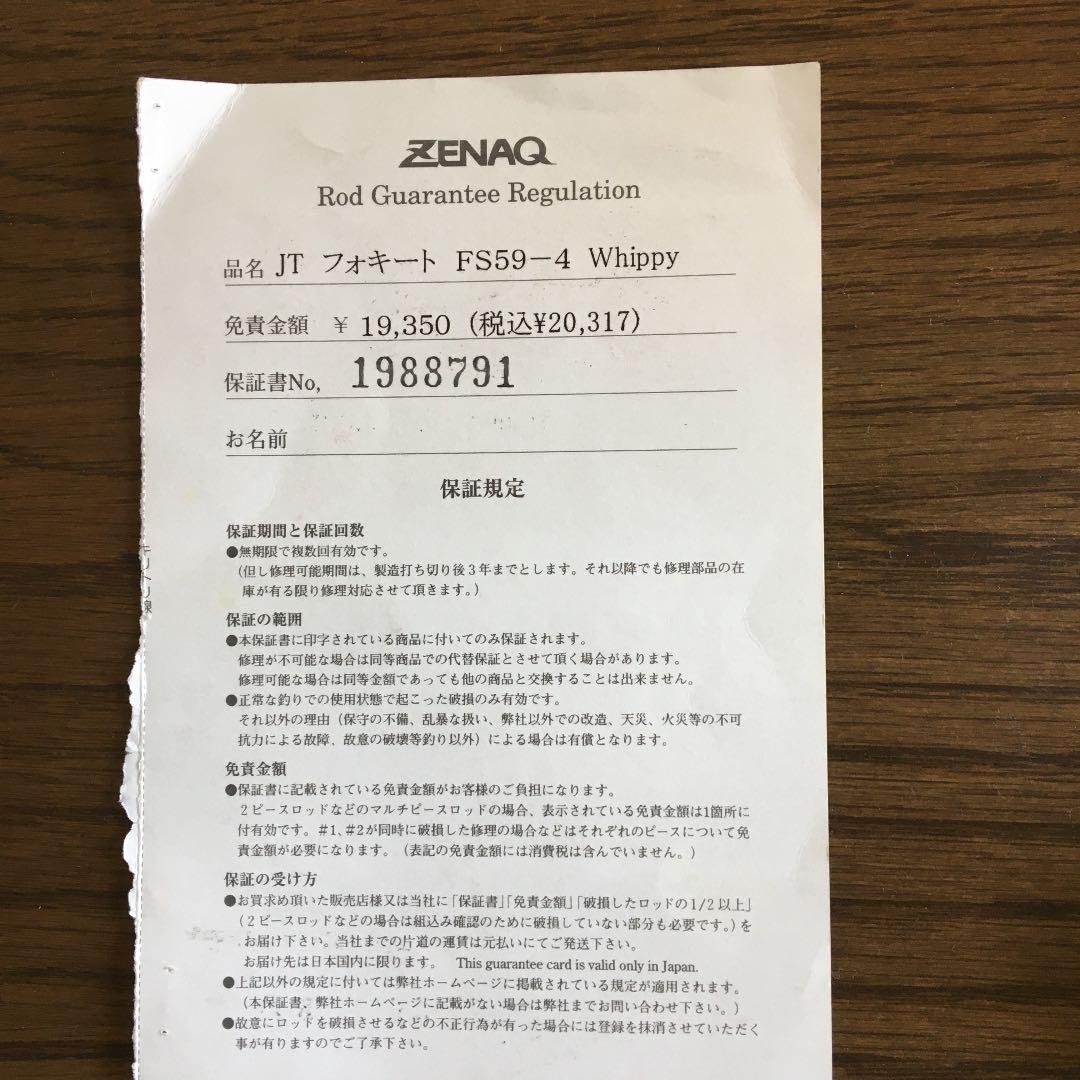 ZENAQ
Rod Guarantee Regulation
品名 JT フォキート FS59-4 Whippy
免責金額 ¥ 19,350 (税込¥20,317)
保証書No, 1988791
お名前
保証規定
保証期間と保証回数
●無期限で複数回有効です。
(但し修理可能期間は、製造打ち切り後3年までとします。それ以降でも修理部品の在
庫が有る限り修理対応させて頂きます。)
保証の範囲
●本保証書に印字されている商品に付いてのみ保証されます。
修理が不可能な場合は同等商品での代替保証とさせて頂く場合があります。
修理可能な場合は同等金額であっても他の商品と交換することは出来ません。
●正常な釣りでの使用状態で起こった破損のみ有効です。
それ以外の理由(保守の不備、乱暴な扱い、弊社以外での改造、天災、火災等の不可
抗力による故障、故意の破壊等釣り以外)による場合は有償となります。
免責金額
●保証書に記載されている免責金額がお客様のご負担になります。
2ピースロッドなどのマルチピースロッドの場合、表示されている免責金額は1箇所に
付有効です。#1、#2が同時に破損した修理の場合などはそれぞれのピースについて免
責金額が必要になります。(表記の免責金額には消費税は含んでいません。)
保証の受け方
●お買求め頂いた販売店様又は当社に「保証書」「免責金額」「破損したロッドの1/2以上」
(2ピースロッドなどの場合は組込み確認のために破損していない部分も必要です。)を
お届け下さい。当社までの片道の運賃は元払いにてご発送下さい。
お届け先は日本国内に限ります。 This guarantee card is valid only in Japan.
●上記以外の規定に付いては弊社ホームページに掲載されている規定が適用されます。
(本保証書、弊社ホームページに記載がない場合は弊社までお問い合わせ下さい。)
●故意にロッドを破損させるなどの不正行為が有った場合には登録を抹消させていただく
事が有りますのでご了承下さい。